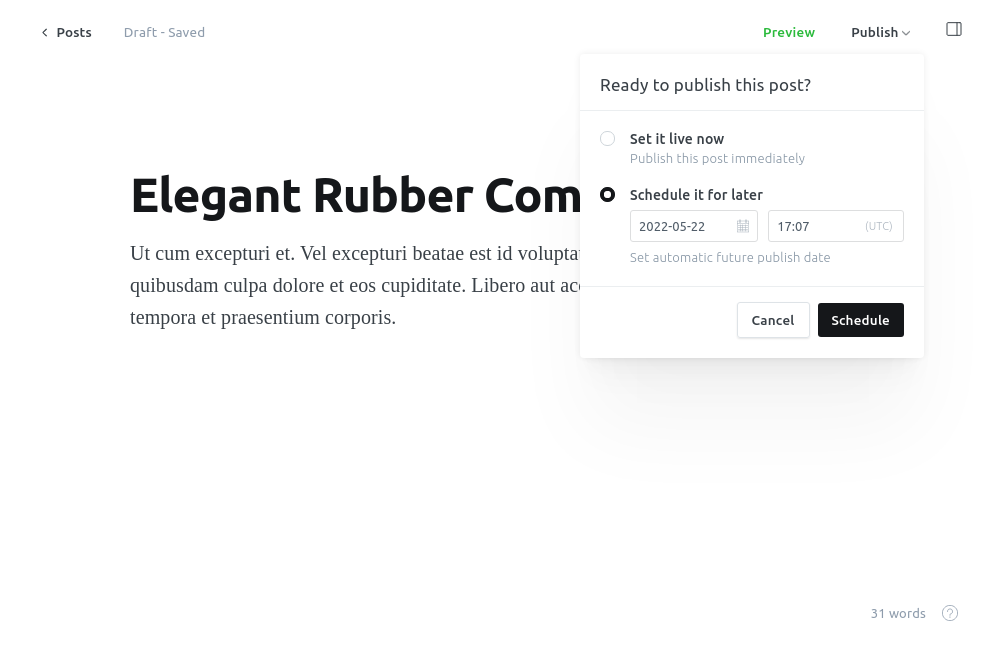 Posts
Draft - Saved
Preview
Publish
Ready to publish this post?
Set it live now
Publish this post immediately
Schedule it for later
2022-05-22
17:07
(UTC)
Set automatic future publish date
Cancel
Schedule
Elegant Rubber Com
Ut cum excepturi et. Vel excepturi beatae est id volupta
quibusdam culpa dolore et eos cupiditate. Libero aut acc
tempora et praesentium corporis.
31 words
?